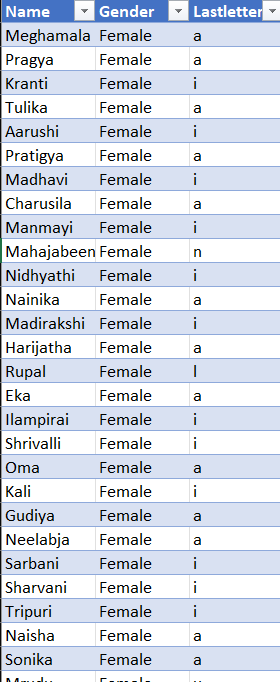 Name Gender Lastletter
Meghamala Female a
Pragya Female a
Kranti Female i
Tulika Female a
Aarushi Female i
Pratigya Female a
Madhavi Female i
Charusila Female a
Manmayi Female i
Mahajabeen Female n
Nidhyathi Female i
Nainika Female a
Madirakshi Female i
Harijatha Female a
Rupal Female l
Eka Female a
Ilampirai Female i
Shrivalli Female i
Oma Female a
Kali Female i
Gudiya Female a
Neelabja Female a
Sarbani Female i
Sharvani Female i
Tripuri Female i
Naisha Female a
Sonika Female a
Female